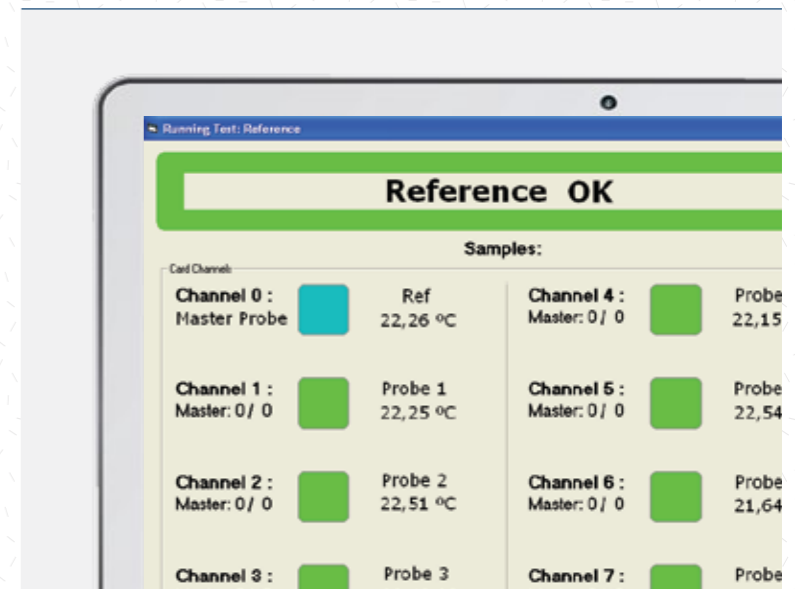 Running Test: Reference
Reference OK
Samples:
Card Channels
Channel 0 :
Master Probe
Ref
22,26 ºC
Channel 1 :
Master: 0 / 0
Probe 1
22,25 ºC
Channel 2 :
Master: 0 / 0
Probe 2
22,51 ºC
Channel 3 :
Probe 3
Channel 4 :
Master: 0 / 0
Probe
22,15
Channel 5 :
Master: 0 / 0
Probe
22,54
Channel 6 :
Master: 0 / 0
Probe
21,64
Channel 7 :
Probe